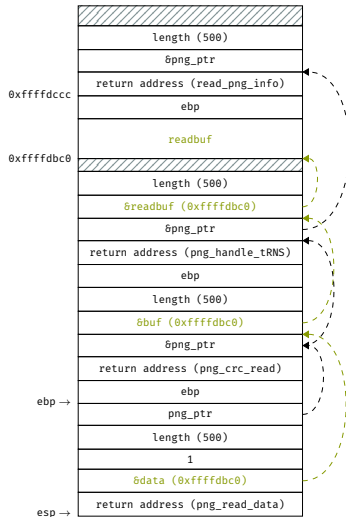 length (500)
&png_ptr
return address (read_png_info)
0xffffdccc
ebp
readbuf
0xffffdbc0
length (500)
&readbuf (0xffffdbc0)
&png_ptr
return address (png_handle_tRNS)
ebp
length (500)
&buf (0xffffdbc0)
&png_ptr
return address (png_crc_read)
ebp
ebp →
png_ptr
length (500)
1
&data (0xffffdbc0)
return address (png_read_data)
esp →